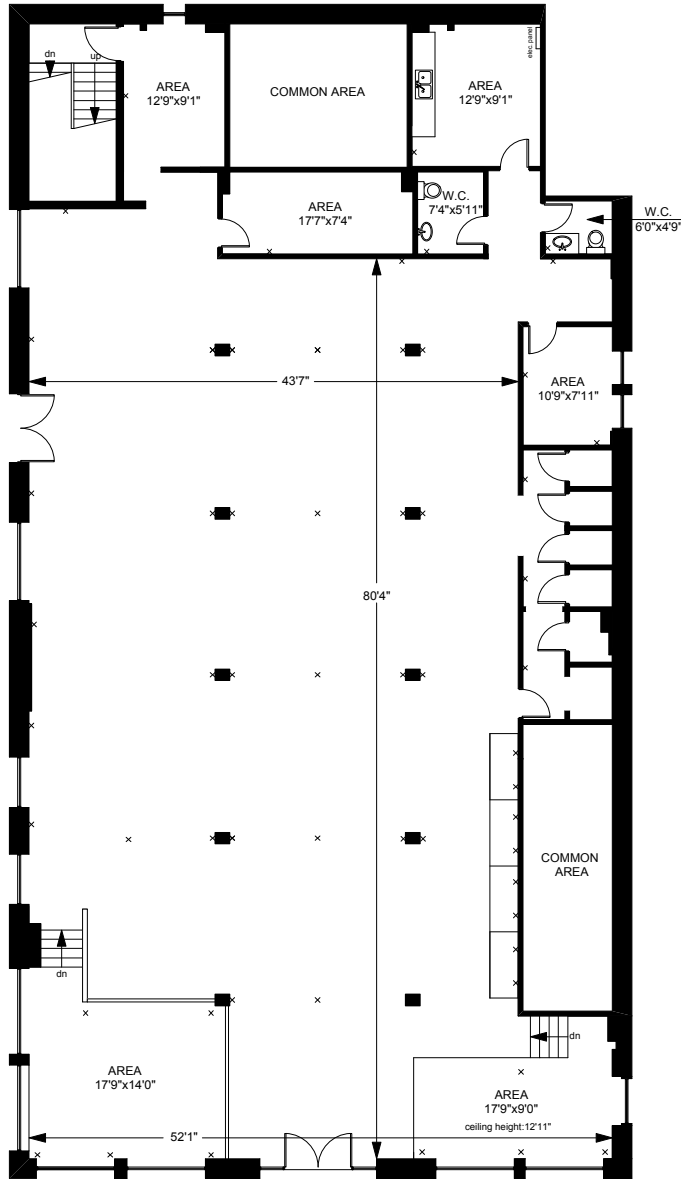 dn
up
AREA
12'9"x9'1"
COMMON AREA
AREA
12'9"x9'1"
elec. panel
AREA
17'7"x7'4"
W.C.
7'4"x5'11"
W.C.
6'0"x4'9"
43'7"
AREA
10'9"x7'11"
80'4"
COMMON
AREA
dn
dn
AREA
17'9"x14'0"
AREA
17'9"x9'0"
ceiling height:12'11"
52'1"